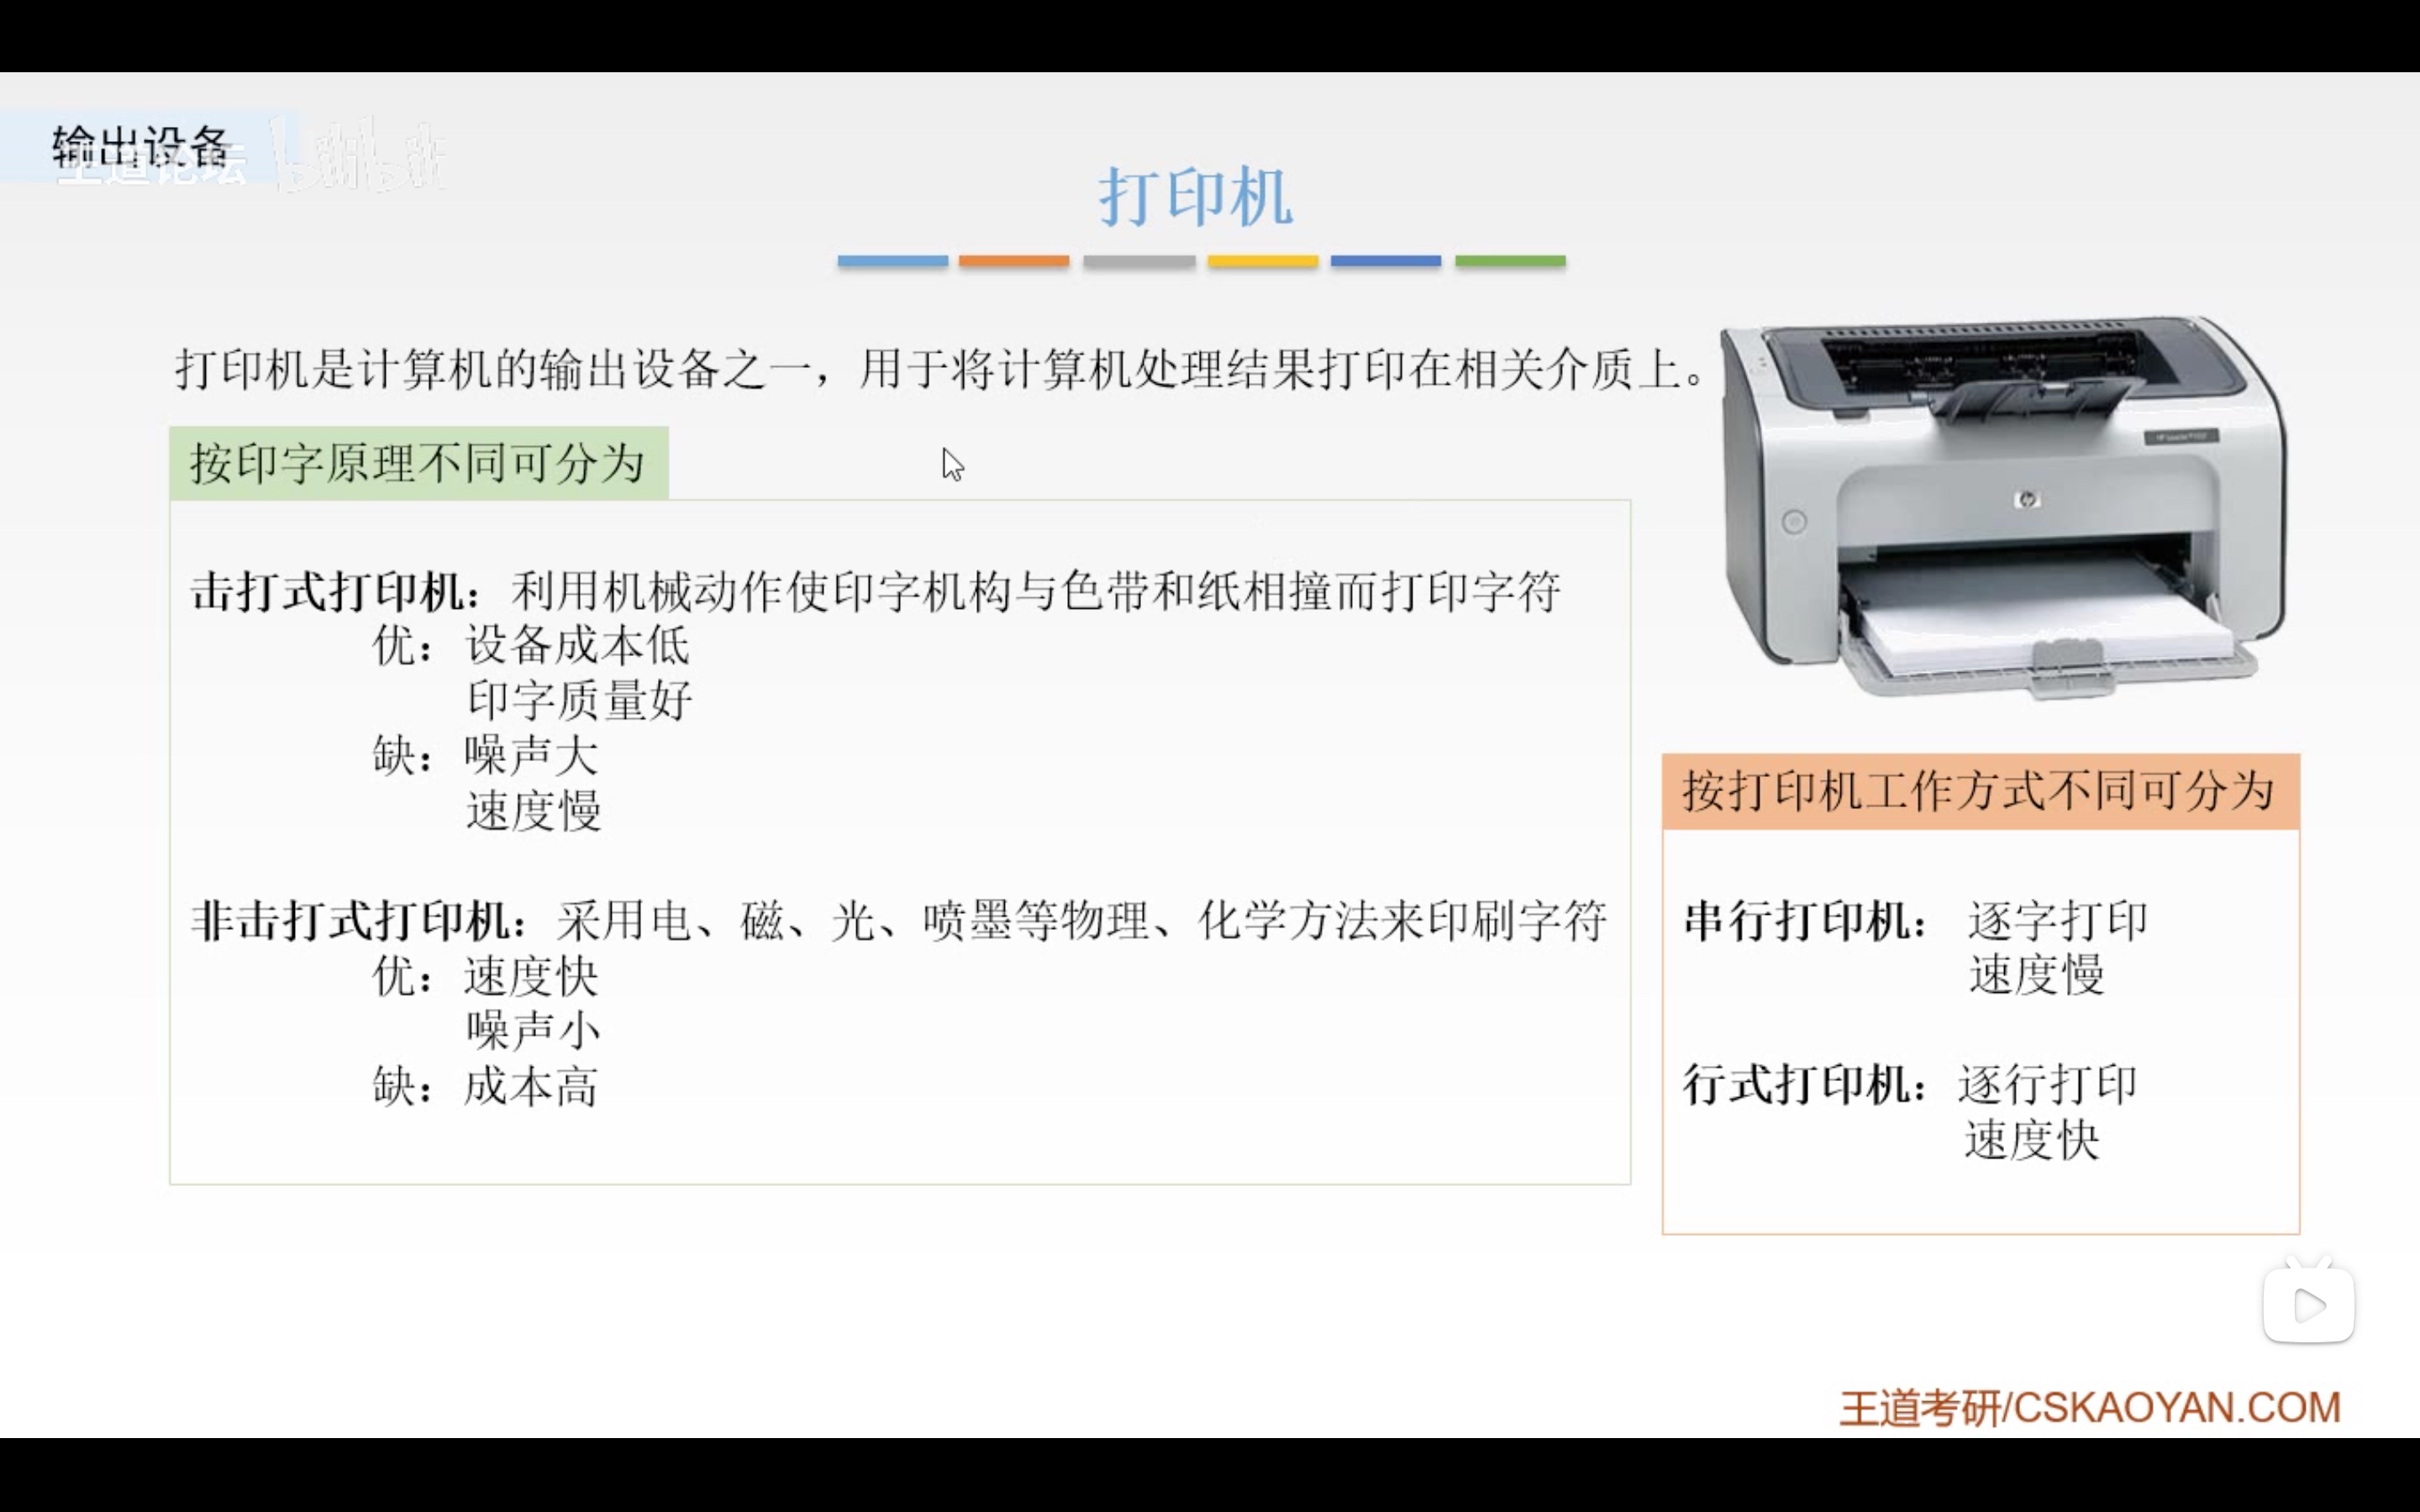 输出设备
王道论坛 bilibili
打印机
打印机是计算机的输出设备之一，用于将计算机处理结果打印在相关介质上。
按印字原理不同可分为
击打式打印机：利用机械动作使印字机构与色带和纸相撞而打印字符
优：设备成本低
印字质量好
缺：噪声大
速度慢
非击打式打印机：采用电、磁、光、喷墨等物理、化学方法来印刷字符
优：速度快
噪声小
缺：成本高
hp
按打印机工作方式不同可分为
串行打印机： 逐字打印
速度慢
行式打印机：逐行打印
速度快
王道考研/CSKAOYAN.COM